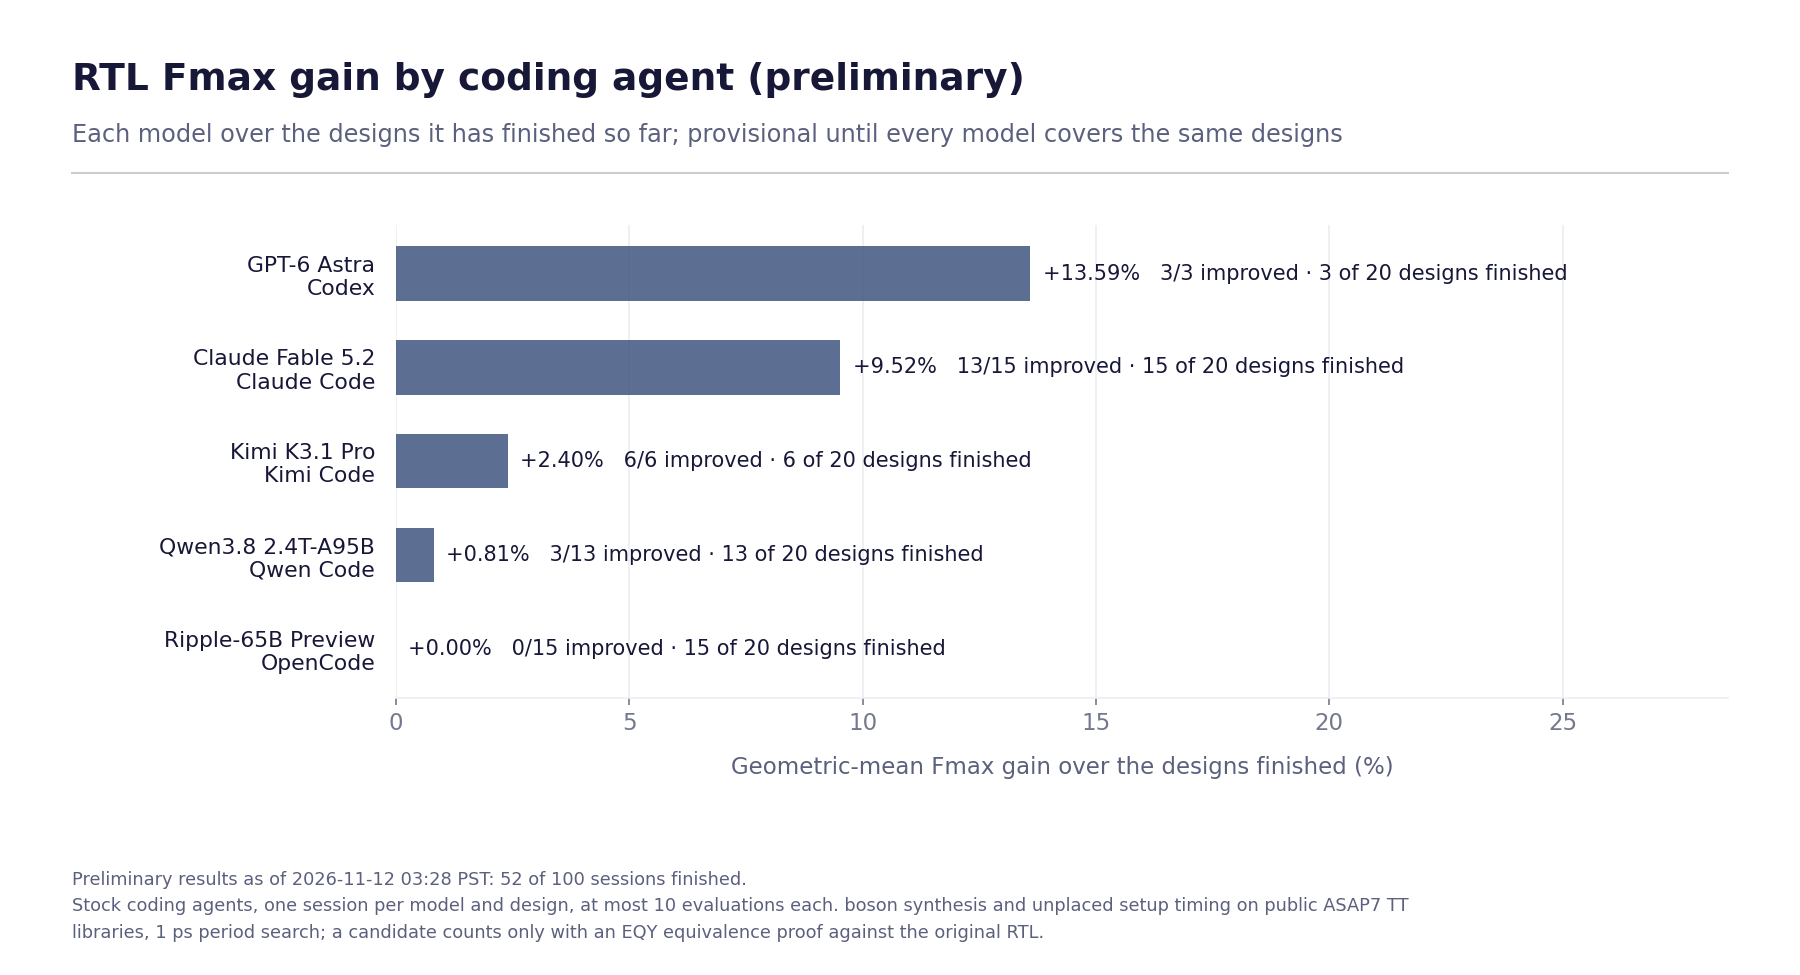 RTL Fmax gain by coding agent (preliminary)
Each model over the designs it has finished so far; provisional until every model covers the same designs
GPT-6 Astra
Codex
+13.59% 3/3 improved · 3 of 20 designs finished
Claude Fable 5.2
Claude Code
+9.52% 13/15 improved · 15 of 20 designs finished
Kimi K3.1 Pro
Kimi Code
+2.40% 6/6 improved · 6 of 20 designs finished
Qwen3.8 2.4T-A95B
Qwen Code
+0.81% 3/13 improved · 13 of 20 designs finished
Ripple-65B Preview
OpenCode
+0.00% 0/15 improved · 15 of 20 designs finished
0 5 10 15 20 25
Geometric-mean Fmax gain over the designs finished (%)
Preliminary results as of 2026-11-12 03:28 PST: 52 of 100 sessions finished.
Stock coding agents, one session per model and design, at most 10 evaluations each. boson synthesis and unplaced setup timing on public ASAP7 TT
libraries, 1 ps period search; a candidate counts only with an EQY equivalence proof against the original RTL.